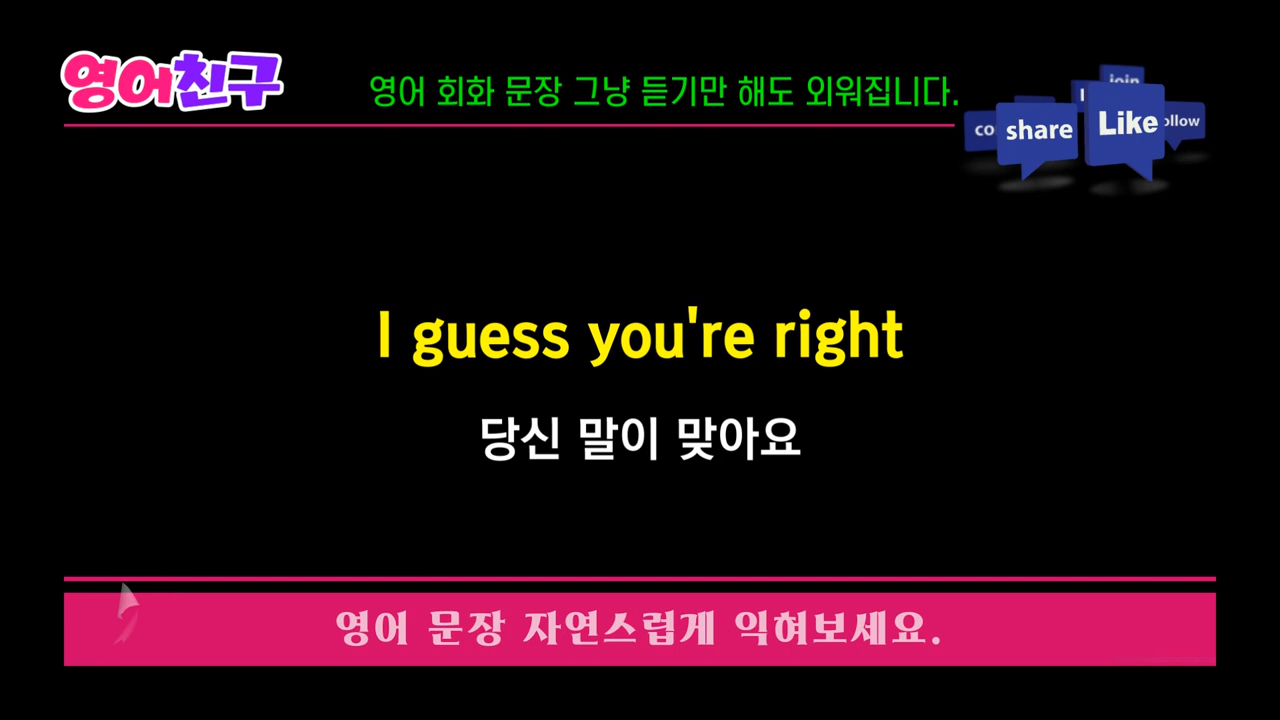 영어친구
영어 회화 문장 그냥 듣기만 해도 외워집니다.
join
share
Like
I guess you're right
당신 말이 맞아요
영어 문장 자연스럽게 익혀보세요.